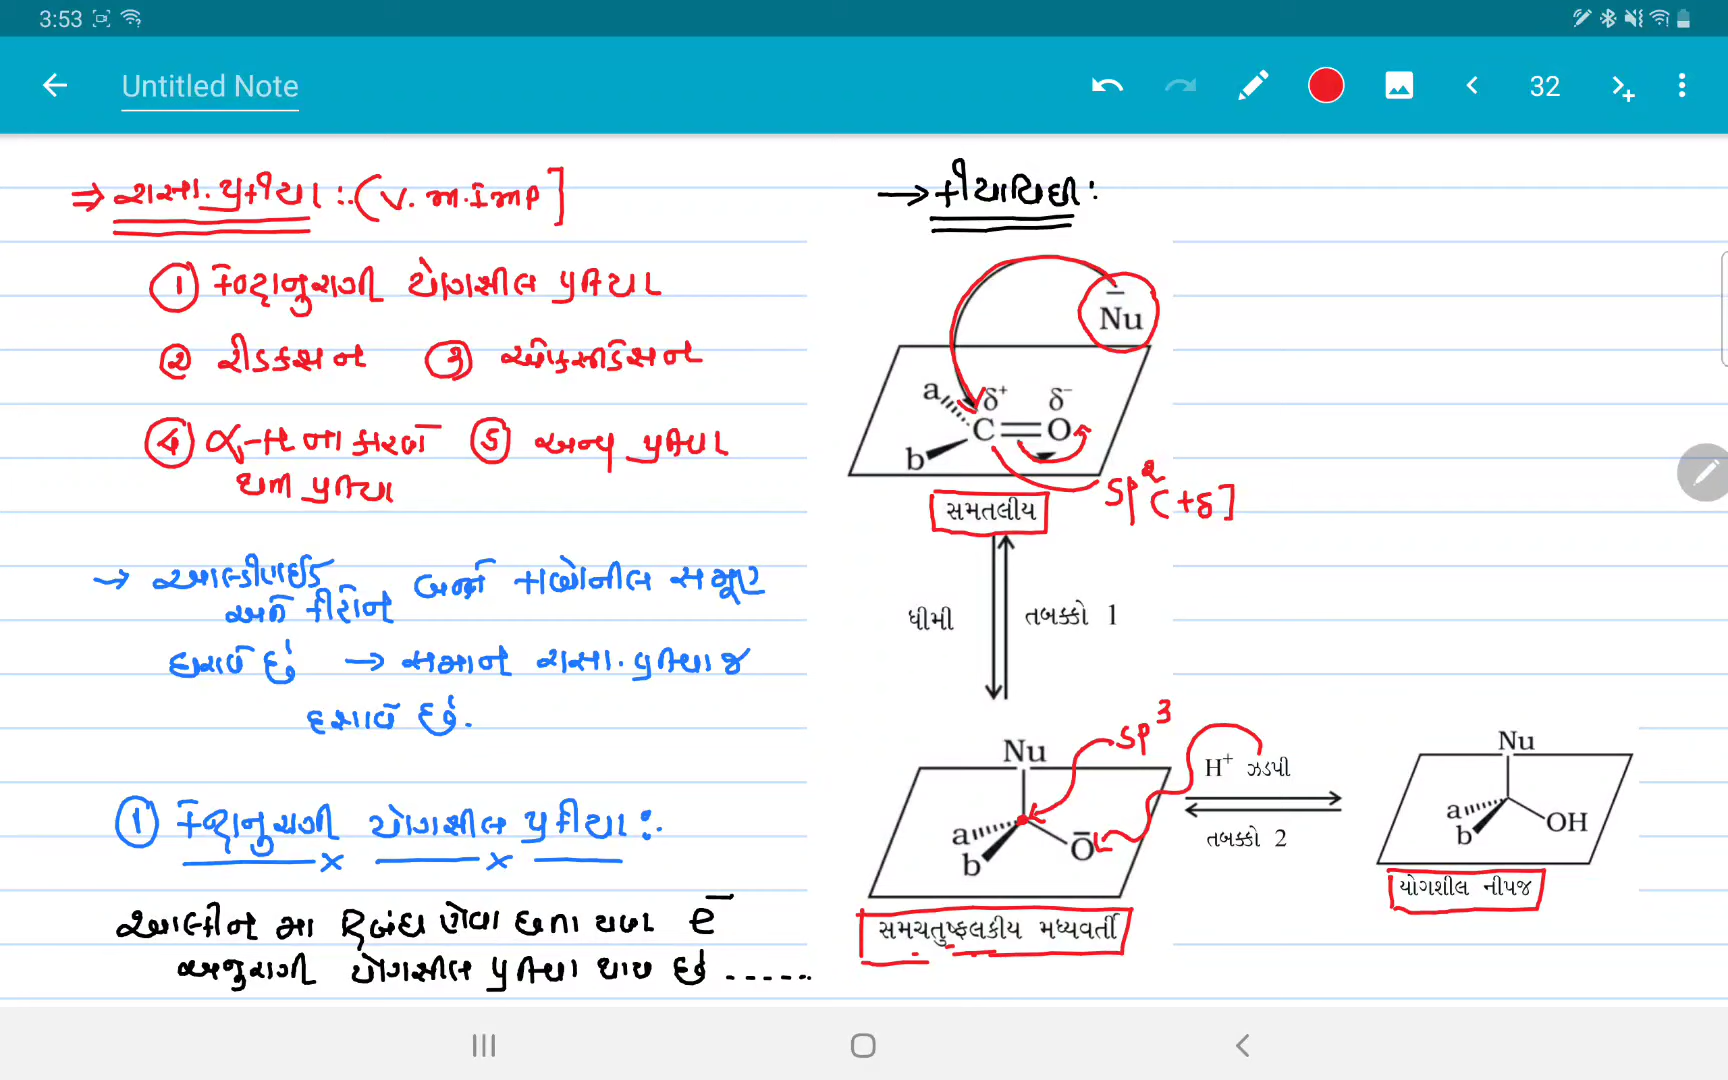 3:53
Untitled Note
32
⇒ રાસા. પ્રક્રિયા :. (V. m. Imp]
① કેન્દ્રાનુરાગી યોગશીલ પ્રક્રિયા
② રીડક્શન ③ ઓક્સિડેશન
④ α-H ના કારણે ⑤ અન્ય પ્રક્રિયા
થતી પ્રક્રિયા
→ આલ્ડીહાઈડ અને કીટોન બન્ને કાર્બોનીલ સમૂહ
ધરાવે છે → સમાન રાસા. પ્રક્રિયા જ
દર્શાવે છે.
① કેન્દ્રાનુરાગી યોગશીલ પ્રક્રીયા :.
આલ્કીન મા દ્વિબંધ હોવા છતા પણ e⁻
અનુરાગી યોગશીલ પ્રક્રિયા થાય છે ......
→ ક્રીયાવિધી :
Nu⁻
a δ⁺ δ⁻
C=O
b
Sp² (+δ]
સમતલીય
ધીમી તબક્કો 1
Sp³
Nu
a
b O⁻
સમચતુષ્ફલકીય મધ્યવર્તી
H⁺ ઝડપી
તબક્કો 2
Nu
a
b OH
યોગશીલ નીપજ